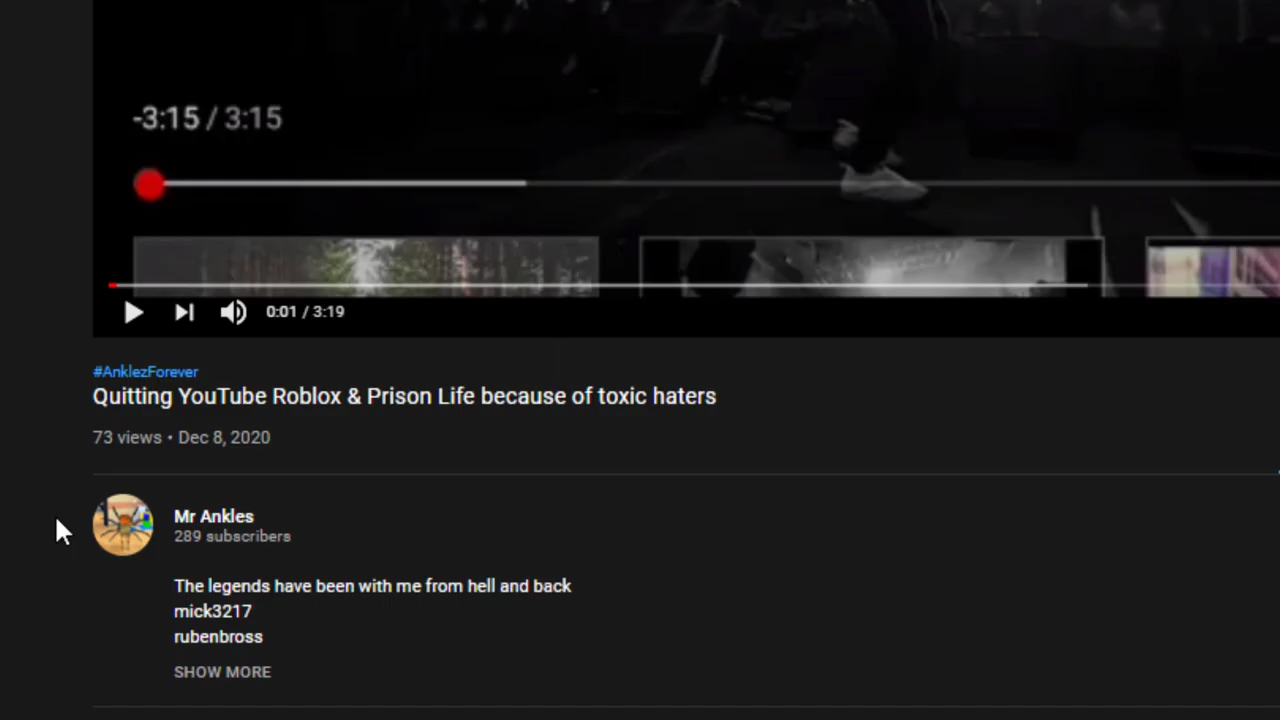 -3:15 / 3:15
0:01 / 3:19
#AnklezForever
Quitting YouTube Roblox & Prison Life because of toxic haters
73 views • Dec 8, 2020
Mr Ankles
289 subscribers
The legends have been with me from hell and back
mick3217
rubenbross
SHOW MORE